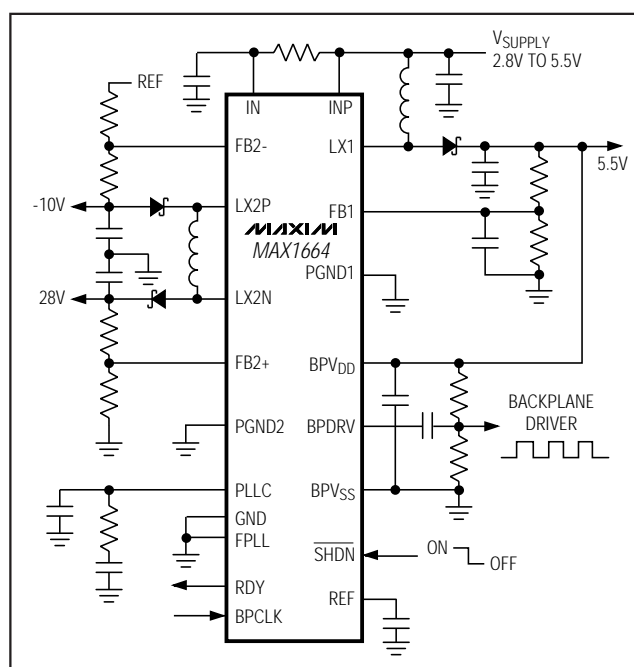 VSUPPLY
2.8V TO 5.5V
REF
IN
INP
FB2-
LX1
5.5V
-10V
LX2P
FB1
MAXIM
MAX1664
PGND1
28V
LX2N
FB2+
BPVDD
BACKPLANE
DRIVER
PGND2
BPDRV
PLLC
BPVSS
GND
FPLL
SHDN
ON
OFF
RDY
REF
BPCLK